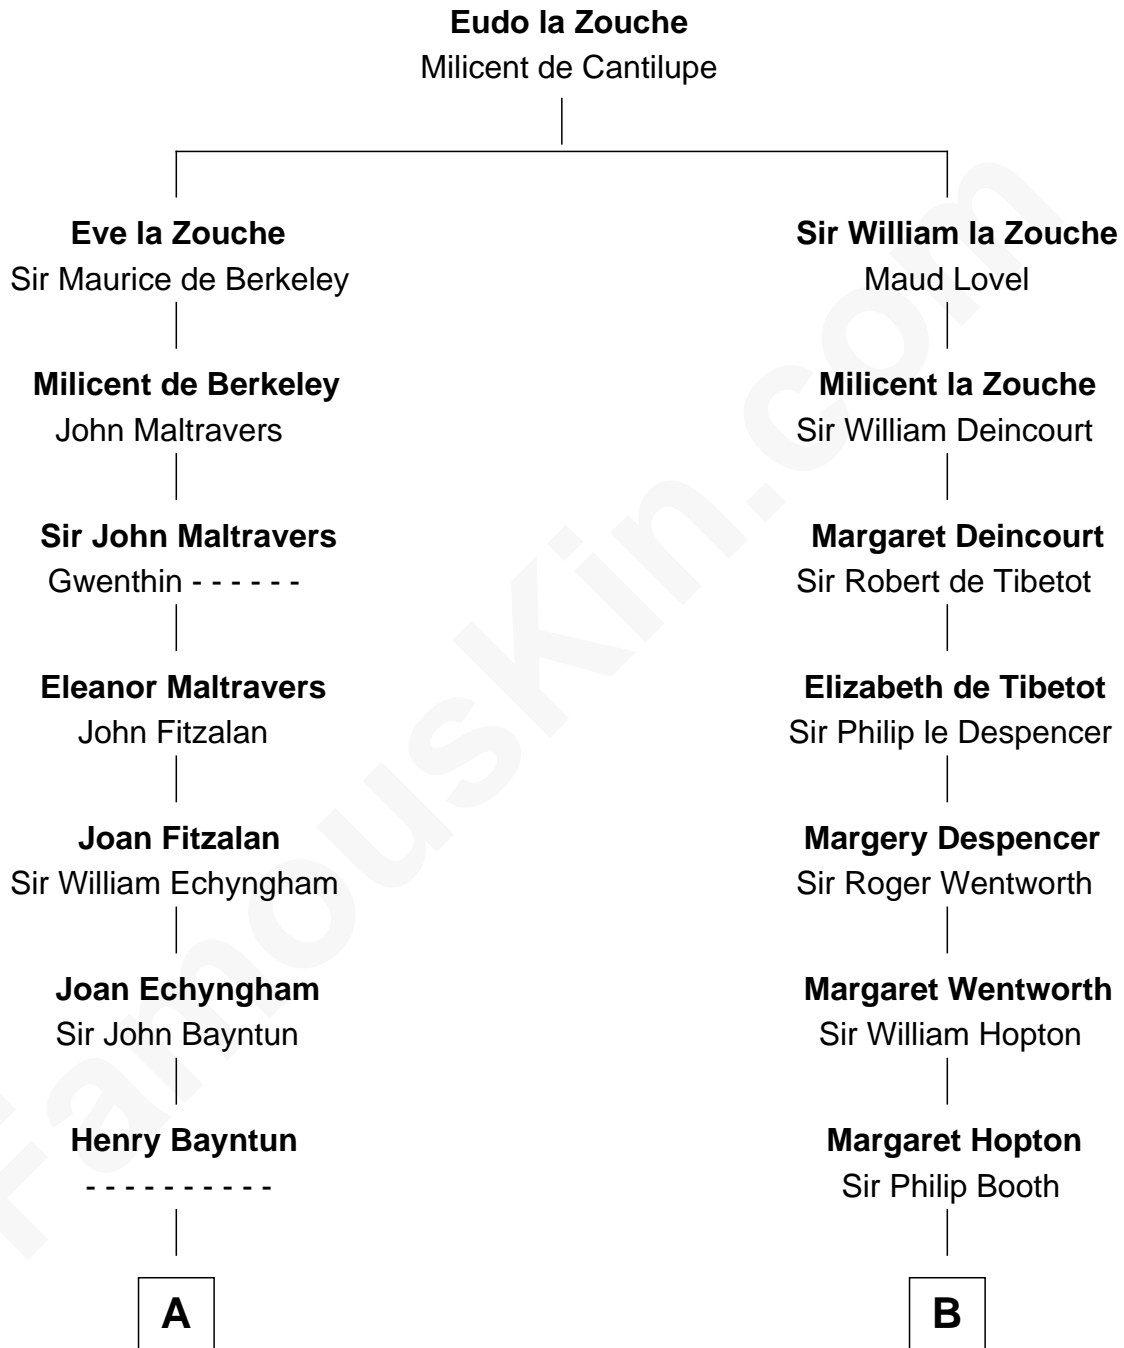 Eudo la Zouche
Milicent de Cantilupe
Eve la Zouche
Sir Maurice de Berkeley
Milicent de Berkeley
John Maltravers
Sir John Maltravers
Gwenthin - - - - - -
Eleanor Maltravers
John Fitzalan
Joan Fitzalan
Sir William Echyngham
Joan Echyngham
Sir John Bayntun
Henry Bayntun
- - - - - - - - - -
A
Sir William la Zouche
Maud Lovel
Milicent la Zouche
Sir William Deincourt
Margaret Deincourt
Sir Robert de Tibetot
Elizabeth de Tibetot
Sir Philip le Despencer
Margery Despencer
Sir Roger Wentworth
Margaret Wentworth
Sir William Hopton
Margaret Hopton
Sir Philip Booth
B
FamousKin.com